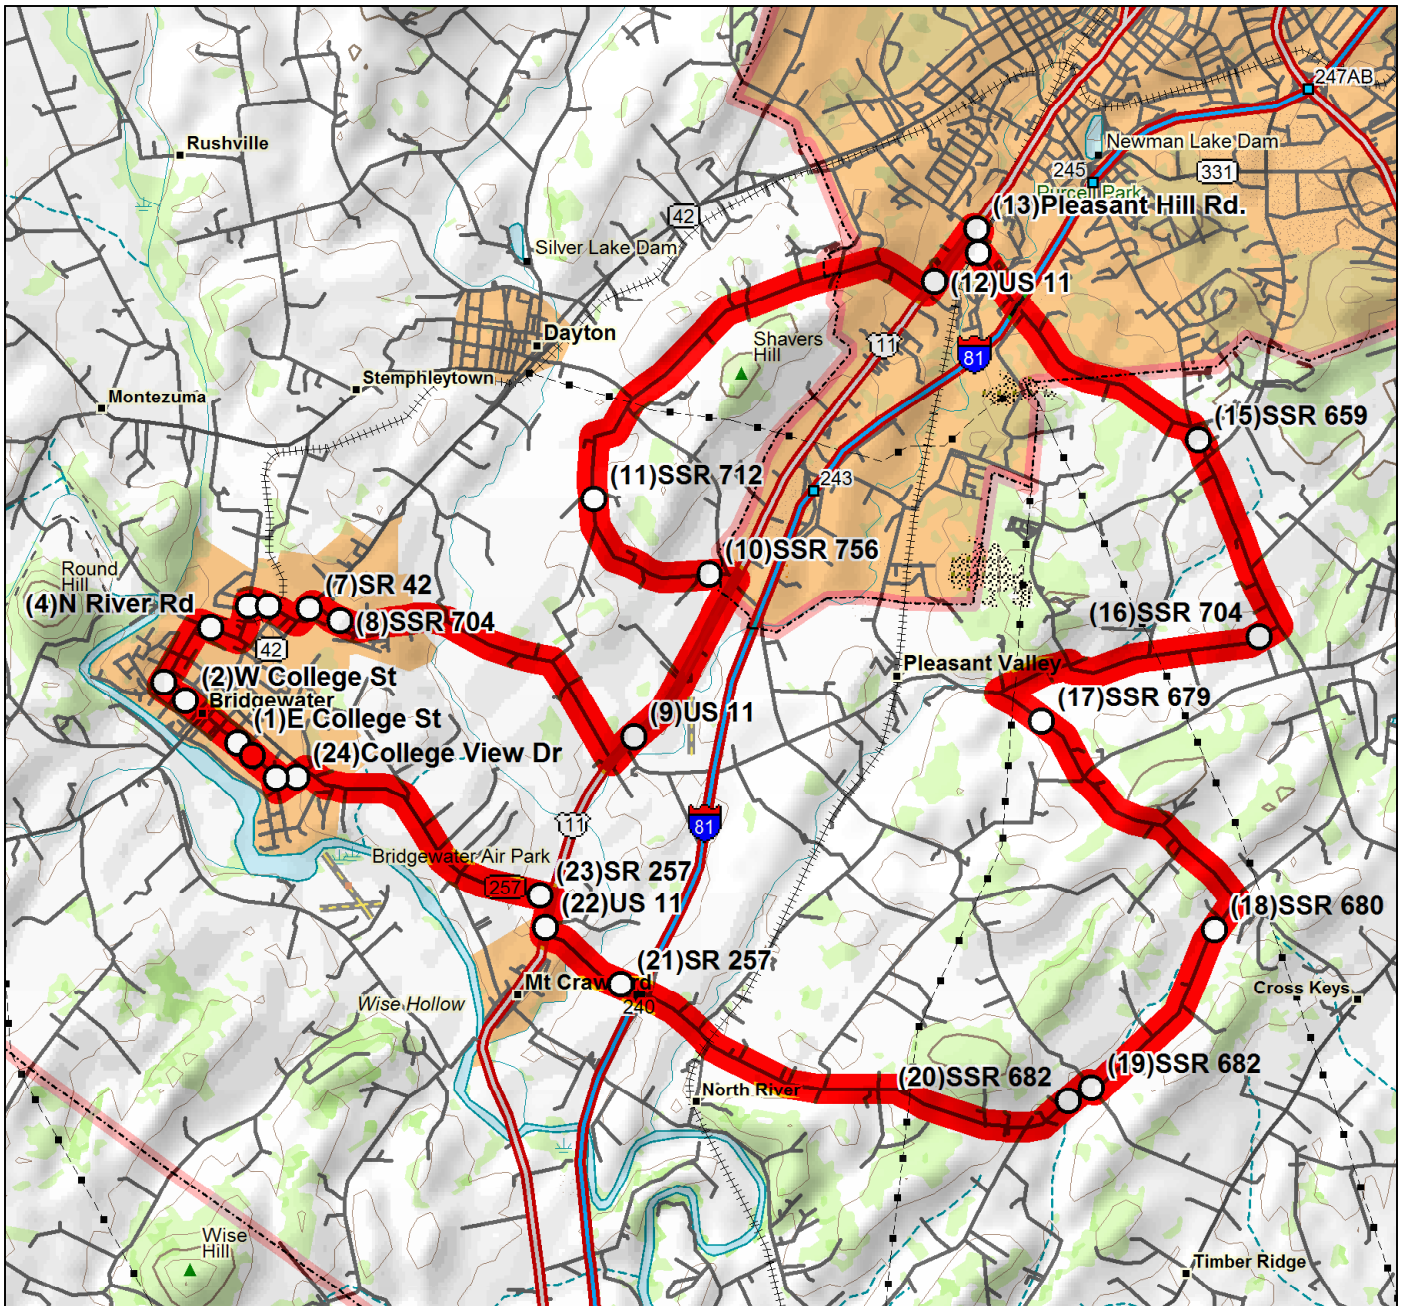 247AB
Newman Lake Dam
245
331
Purcell Park
Rushville
(13)Pleasant Hill Rd.
42
Silver Lake Dam
(12)US 11
Dayton
Shavers
Hill
11
81
Stemphleytown
Montezuma
(15)SSR 659
(11)SSR 712
243
(10)SSR 756
Round
Hill
(7)SR 42
(4)N River Rd
(8)SSR 704
(16)SSR 704
42
Pleasant Valley
(2)W College St
Bridgewater
(17)SSR 679
(1)E College St
(9)US 11
(24)College View Dr
11
81
Bridgewater Air Park
(23)SR 257
257
(22)US 11
(18)SSR 680
(21)SR 257
Mt Crawford
Cross Keys
Wise Hollow
240
(19)SSR 682
(20)SSR 682
North River
Wise
Hill
Timber Ridge